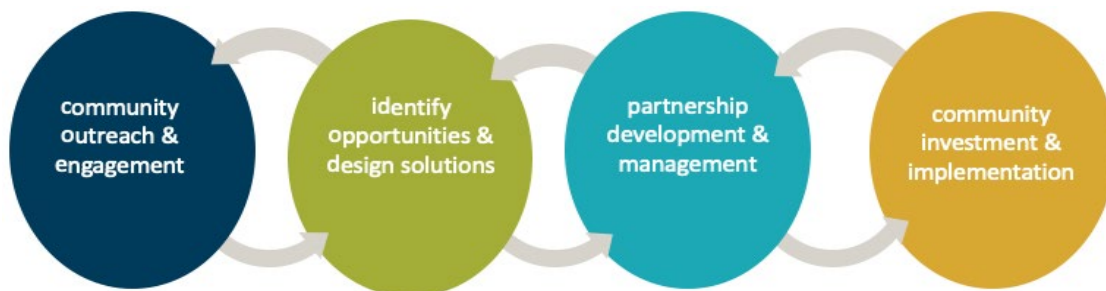 community
outreach &
engagement
identify
opportunities &
design solutions
partnership
development &
management
community
investment &
implementation